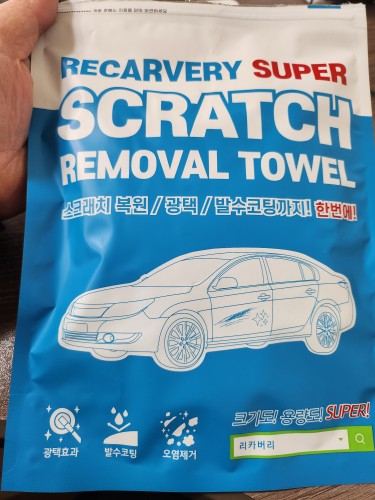 RECARVERY SUPER
SCRATCH
REMOVAL TOWEL
스크래치 복원 / 광택 / 발수코팅까지! 한번에!
크기도! 용량도! SUPER!
리카버리
광택효과 발수코팅 오염제거